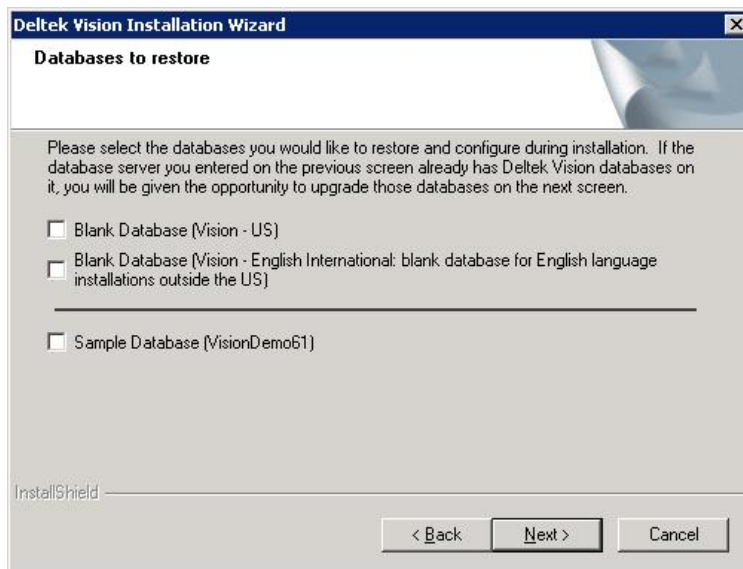 Deltek Vision Installation Wizard
Databases to restore
Please select the databases you would like to restore and configure during installation. If the
database server you entered on the previous screen already has Deltek Vision databases on
it, you will be given the opportunity to upgrade those databases on the next screen.
Blank Database (Vision - US)
Blank Database (Vision - English International: blank database for English language
installations outside the US)
Sample Database (VisionDemo61)
InstallShield
< Back
Next >
Cancel